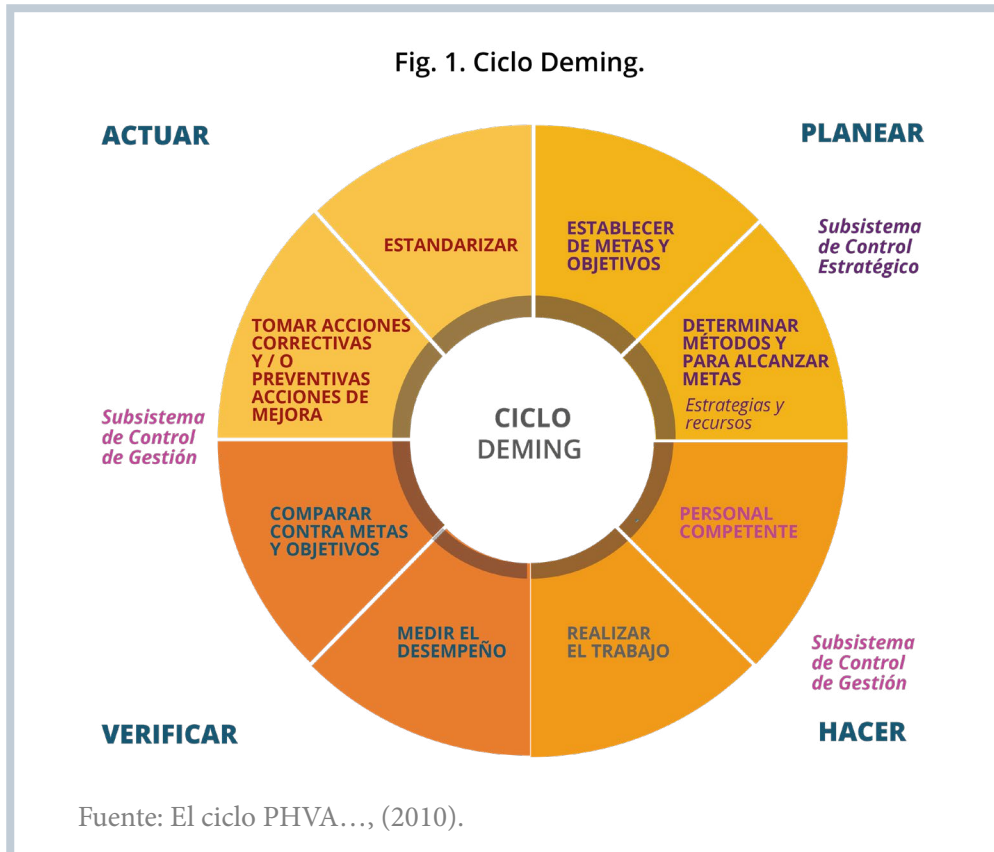 Fig. 1. Ciclo Deming.
ACTUAR
PLANEAR
Subsistema
de Control
Estratégico
ESTANDARIZAR
ESTABLECER
DE METAS Y
OBJETIVOS
TOMAR ACCIONES
CORRECTIVAS
Y / O
PREVENTIVAS
ACCIONES DE
MEJORA
DETERMINAR
MÉTODOS Y
PARA ALCANZAR
METAS
Estrategias y
recursos
Subsistema
de Control
de Gestión
CICLO
DEMING
COMPARAR
CONTRA METAS
Y OBJETIVOS
PERSONAL
COMPETENTE
MEDIR EL
DESEMPEÑO
REALIZAR
EL TRABAJO
Subsistema
de Control
de Gestión
VERIFICAR
HACER
Fuente: El ciclo PHVA…, (2010).